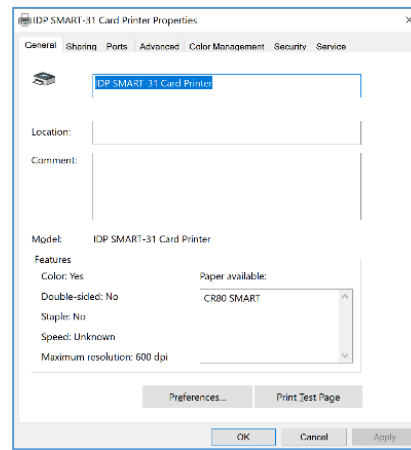 IDP SMART-31 Card Printer Properties
General Sharing Ports Advanced Color Management Security Service
IDP SMART-31 Card Printer
Location:
Comment:
Model: IDP SMART-31 Card Printer
Features
Color: Yes Paper available:
Double-sided: No CR80 SMART
Staple: No
Speed: Unknown
Maximum resolution: 600 dpi
Preferences... Print Test Page
OK Cancel Apply